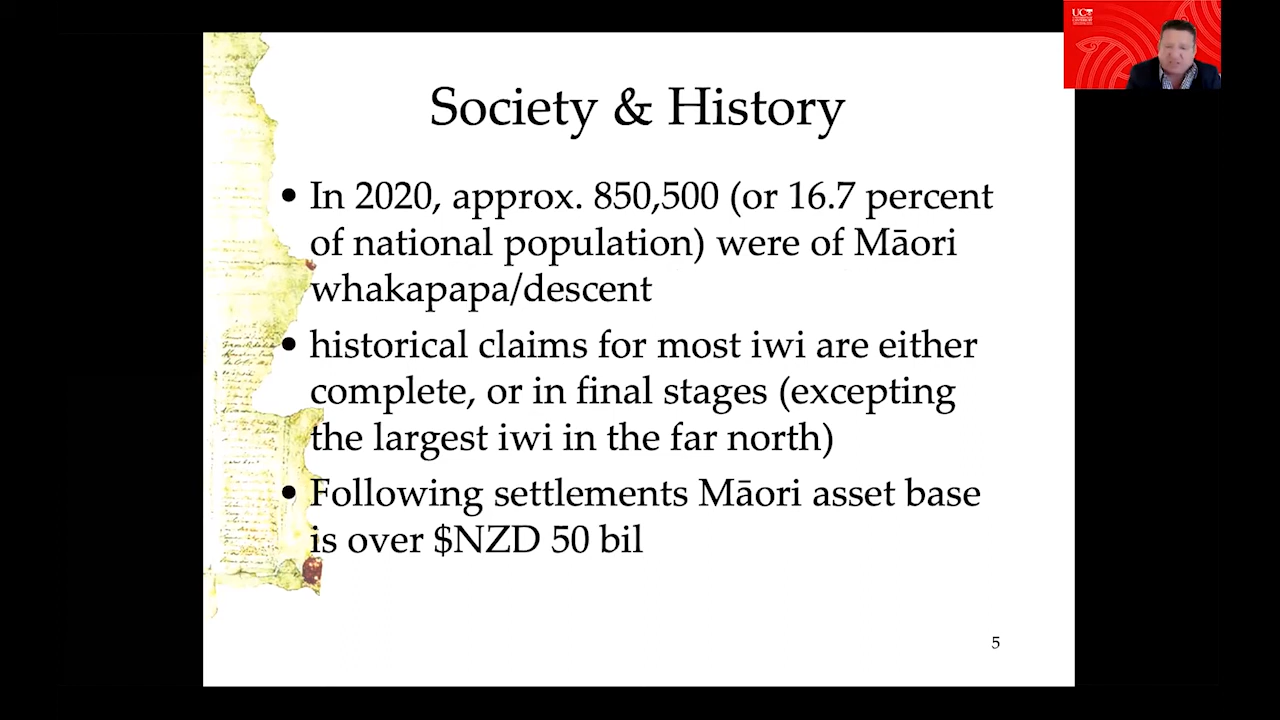 UC
Society & History
• In 2020, approx. 850,500 (or 16.7 percent
of national population) were of Māori
whakapapa/descent
• historical claims for most iwi are either
complete, or in final stages (excepting
the largest iwi in the far north)
• Following settlements Māori asset base
is over $NZD 50 bil
5